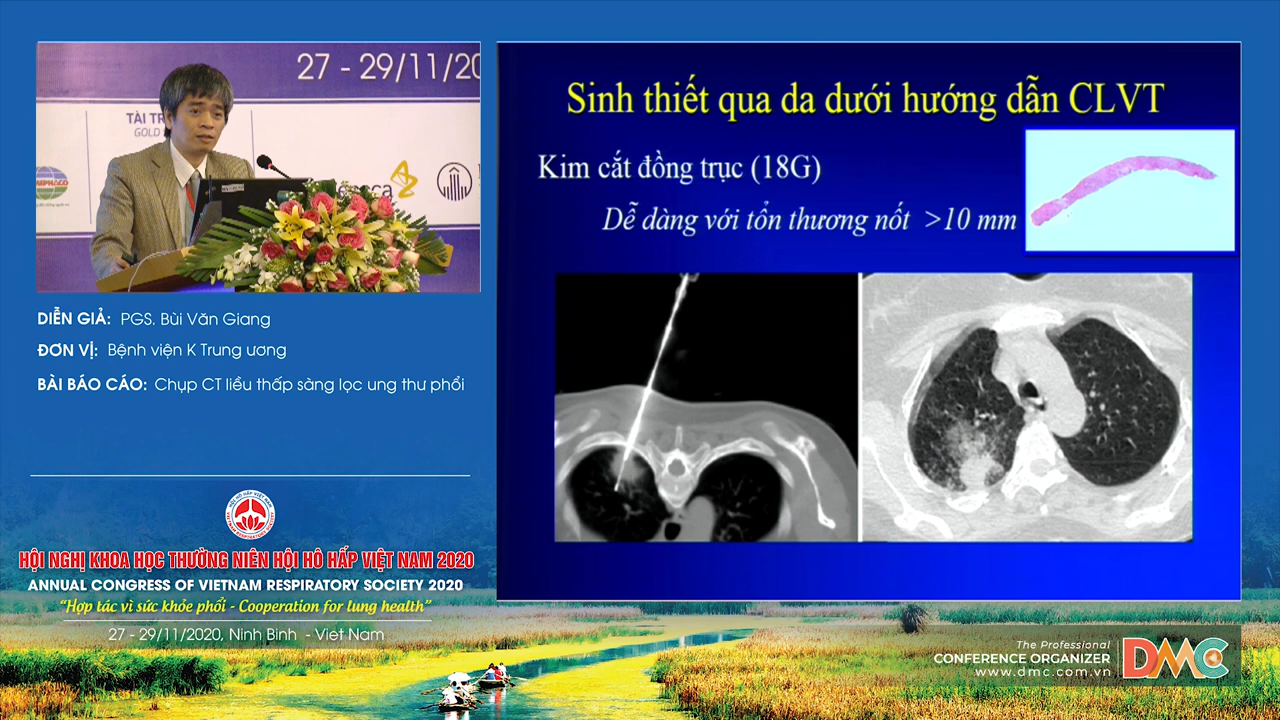 27 - 29/11/20
TÀI TR
GOLD
Sinh thiết qua da dưới hướng dẫn CLVT
Kim cắt đồng trục (18G)
Dễ dàng với tổn thương nốt >10 mm
DIỄN GIẢ: PGS. Bùi Văn Giang
ĐƠN VỊ: Bệnh viện K Trung ương
BÀI BÁO CÁO: Chụp CT liều thấp sàng lọc ung thư phổi
HỘI NGHỊ KHOA HỌC THƯỜNG NIÊN HỘI HÔ HẤP VIỆT NAM 2020
ANNUAL CONGRESS OF VIETNAM RESPIRATORY SOCIETY 2020
“Hợp tác vì sức khỏe phổi - Cooperation for lung health”
27 - 29/11/2020, Ninh Bình - Viet Nam
The Professional
CONFERENCE ORGANIZER
www.dmc.com.vn
DMC